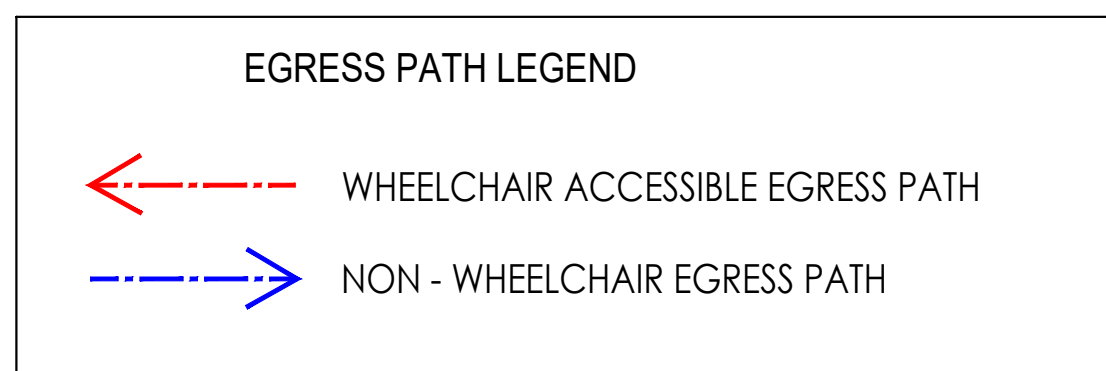 EGRESS PATH LEGEND
WHEELCHAIR ACCESSIBLE EGRESS PATH
NON - WHEELCHAIR EGRESS PATH